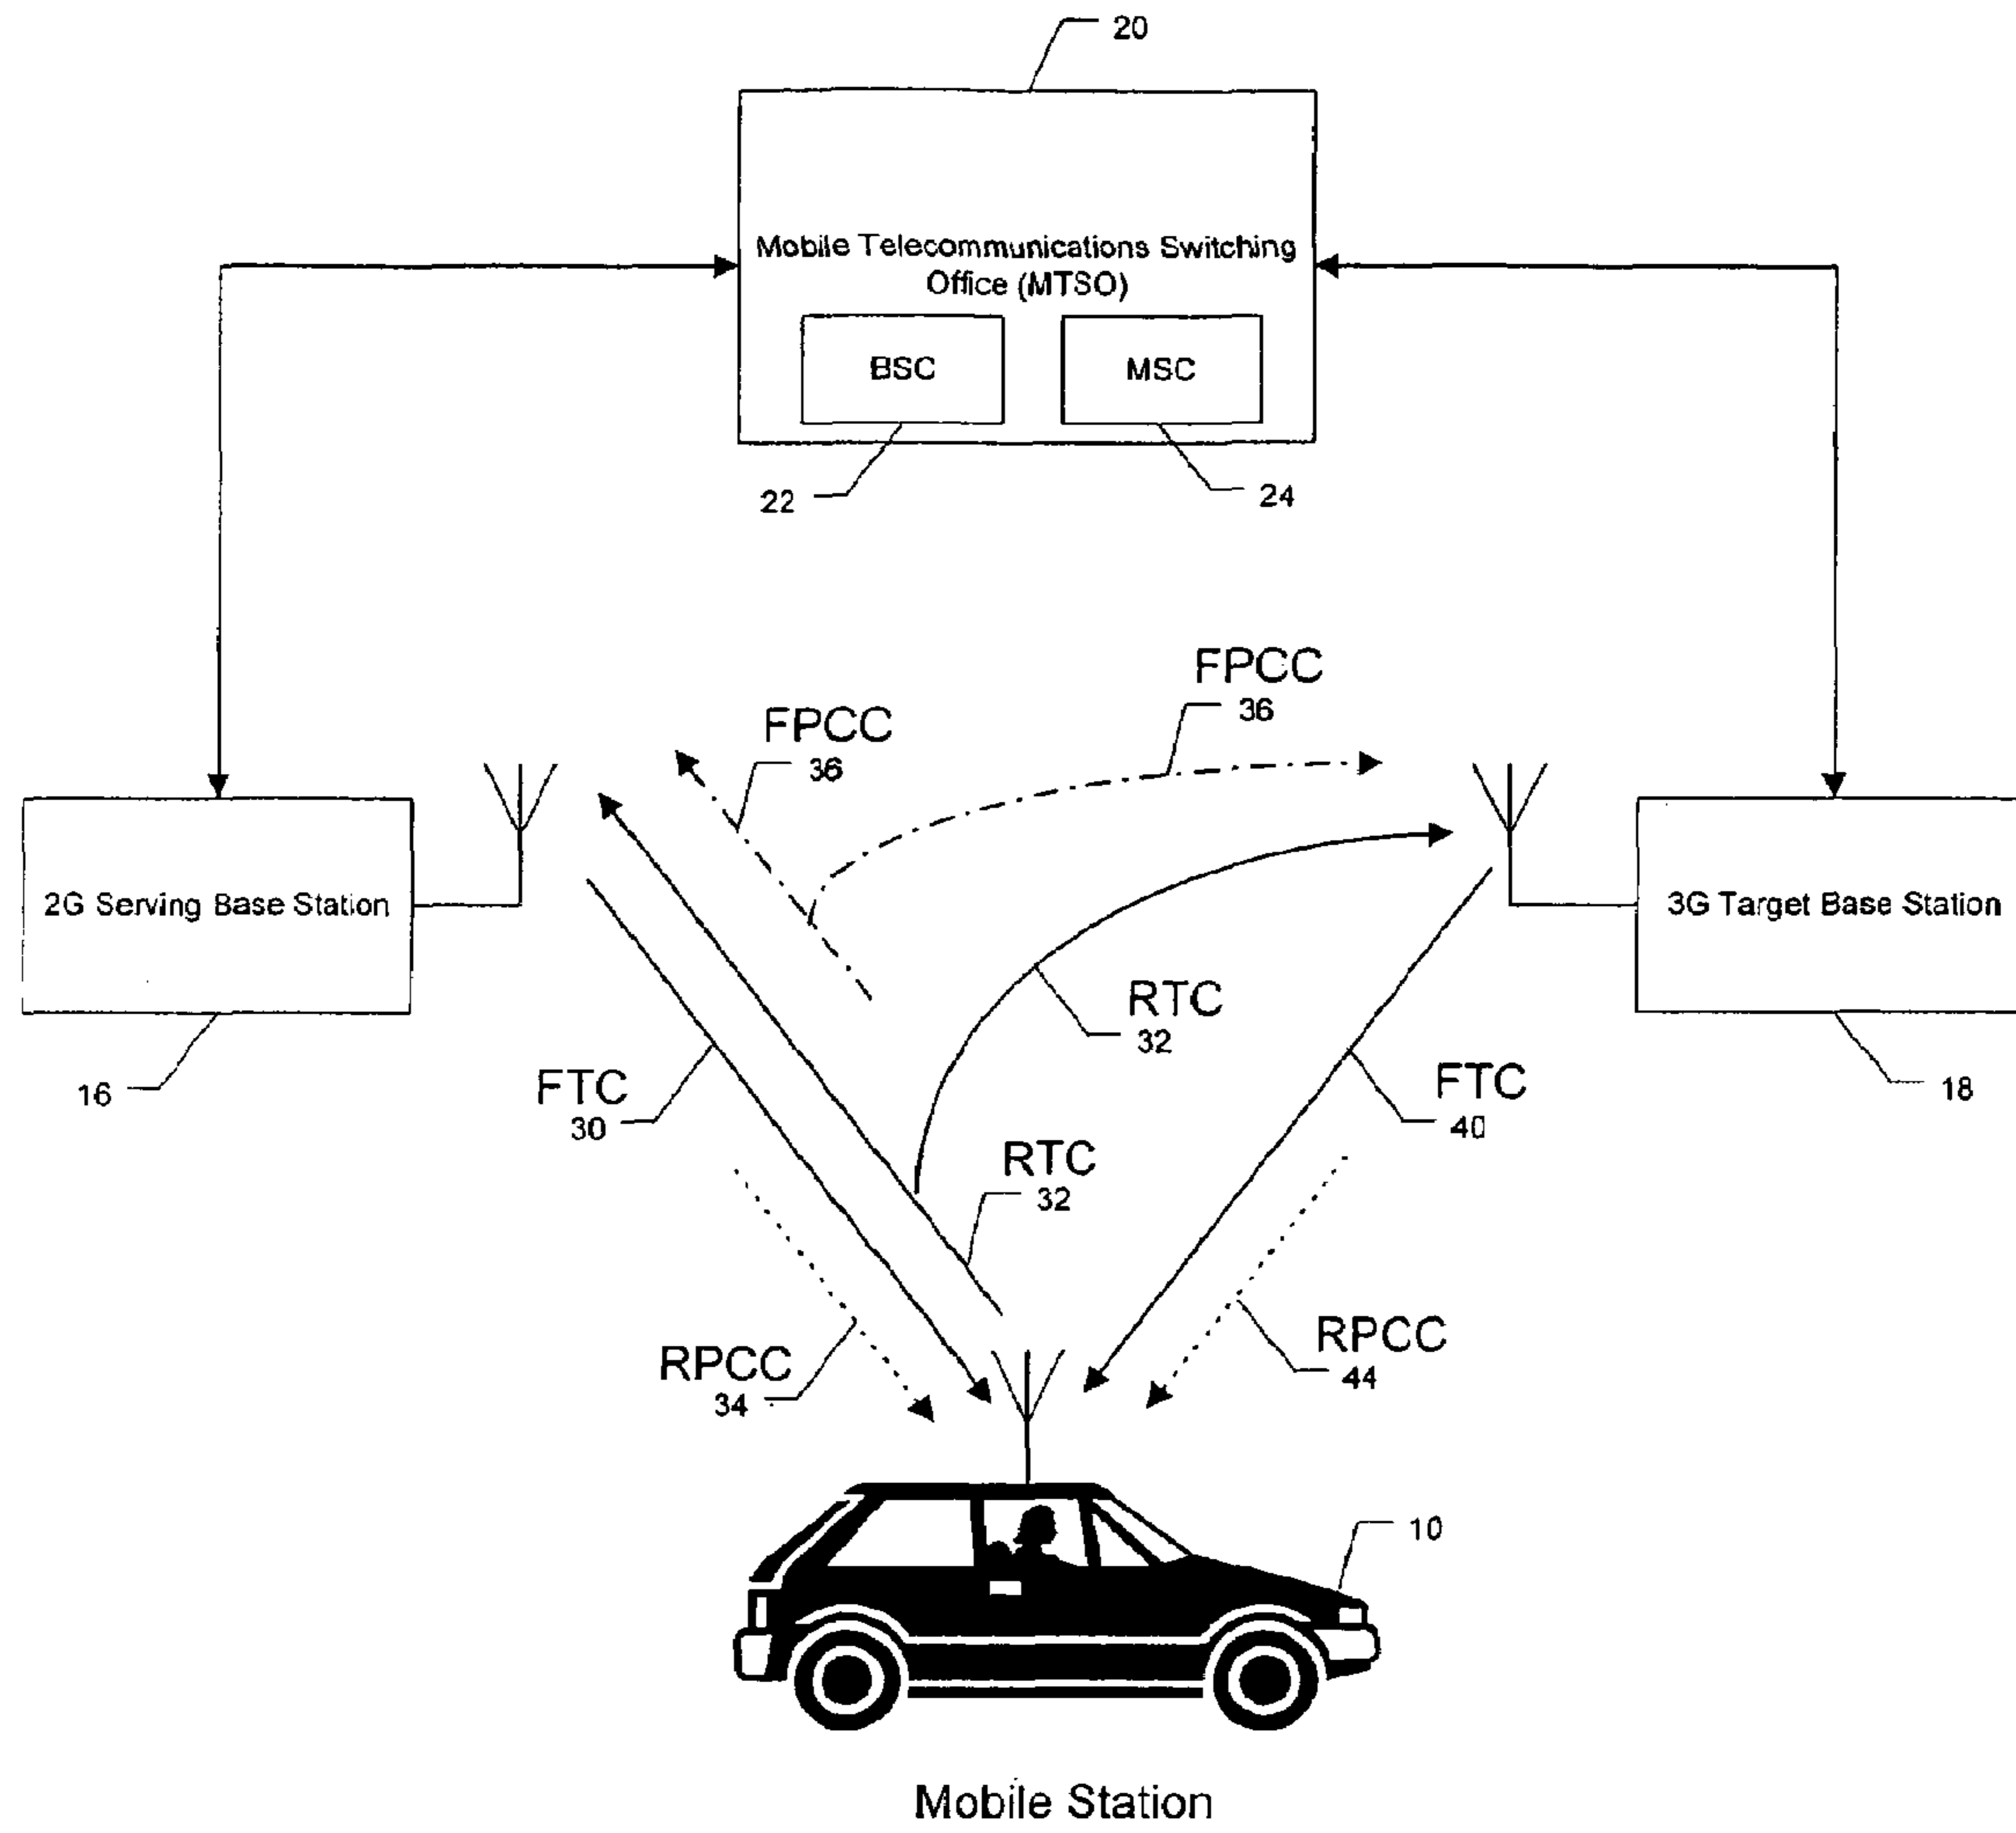 20
Mobile Telecommunications Switching
Office (MTSO)
BSC
MSC
22
24
FPCC
36
FPCC
36
2G Serving Base Station
3G Target Base Station
RTC
32
16
FTC
30
FTC
40
18
RTC
32
RPCC
34
RPCC
44
10
Mobile Station